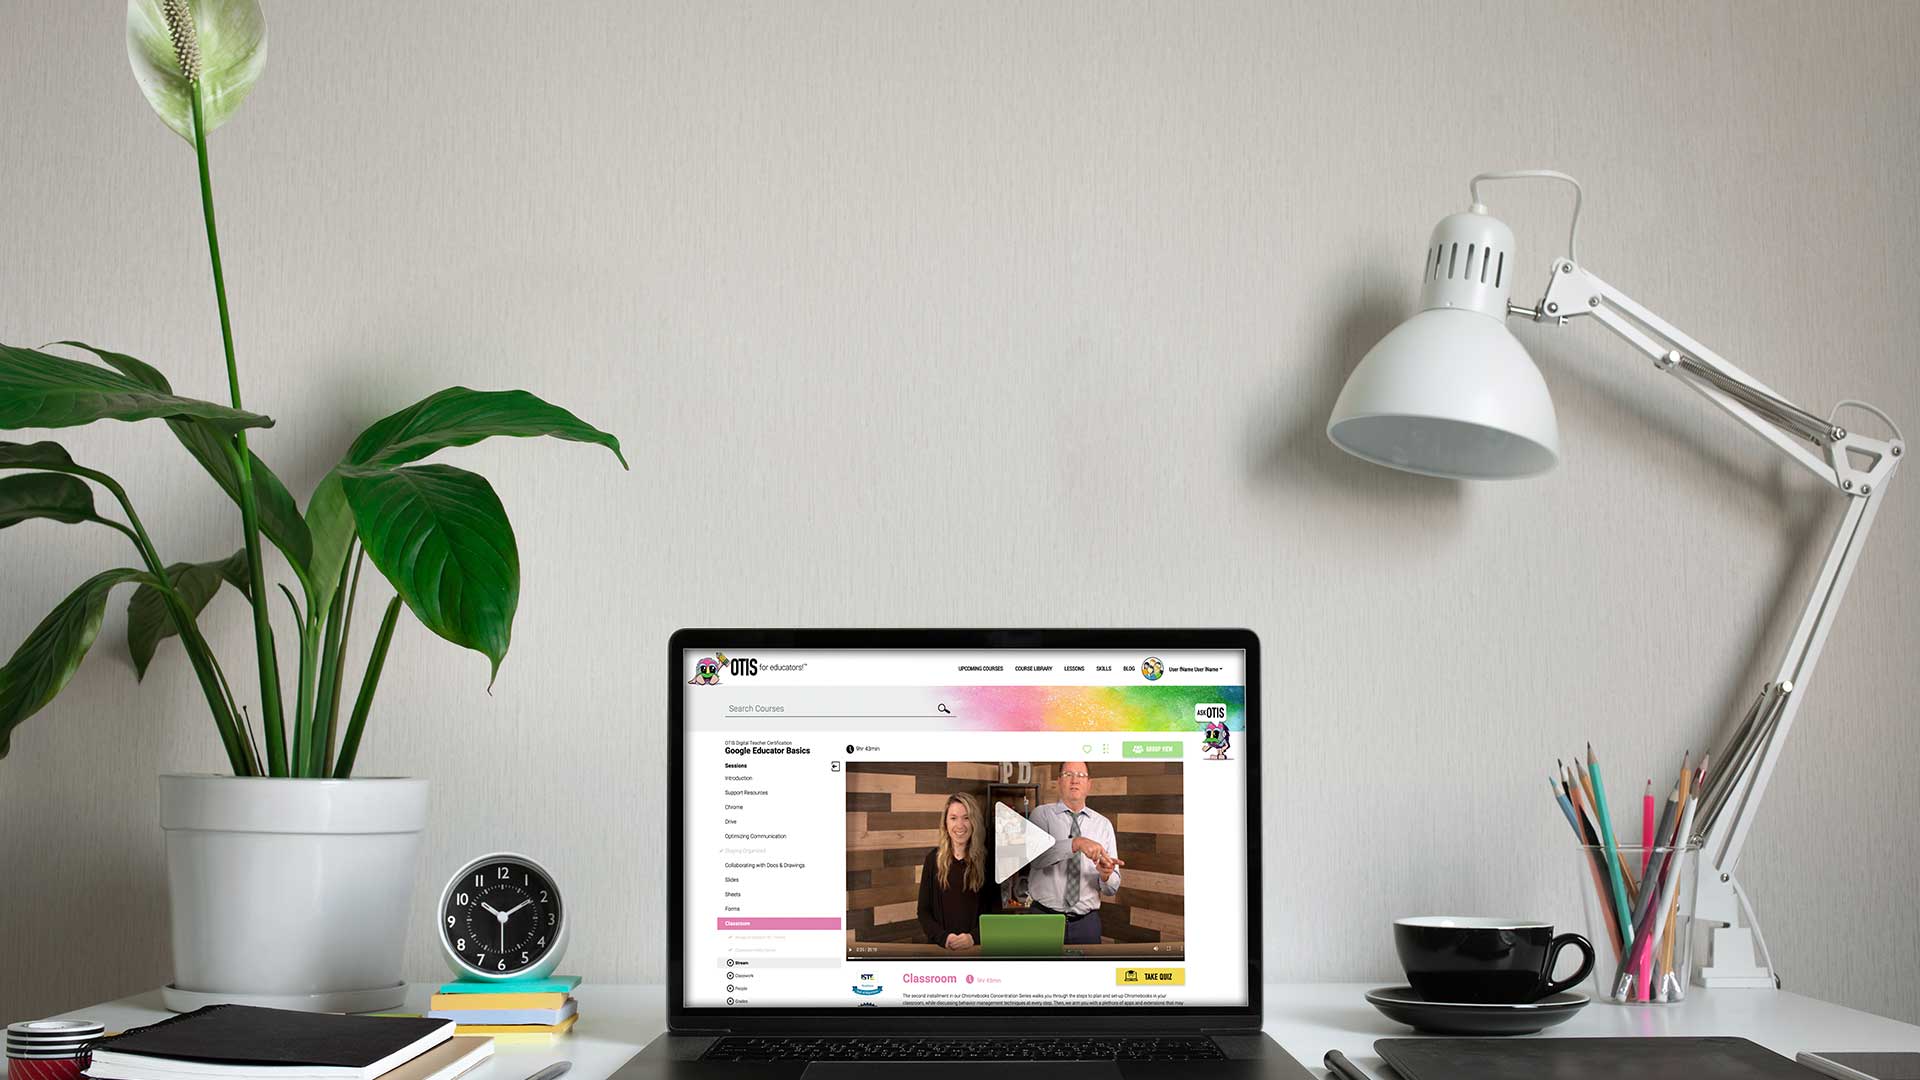 OTIS for educators!™
UPCOMING COURSES COURSE LIBRARY LESSONS SKILLS BLOG User fName User lName
Search Courses
ASK OTIS
OTIS Digital Teacher Certification
Google Educator Basics
9hr 43min
GROUP VIEW
Sessions
Introduction
Support Resources
Chrome
Drive
Optimizing Communication
Staying Organized
Collaborating with Docs & Drawings
Slides
Sheets
Forms
Classroom
Stream
Classwork
People
Grades
PD
ISTE
Classroom 9hr 43min
TAKE QUIZ
The second installment in our Chromebooks Concentration Series walks you through the steps to plan and set-up Chromebooks in your
classroom, while discussing behavior management techniques at every step. Then, we arm you with a plethora of apps and extensions that may
11 12 1
10 2
9 3
8 4
7 6 5